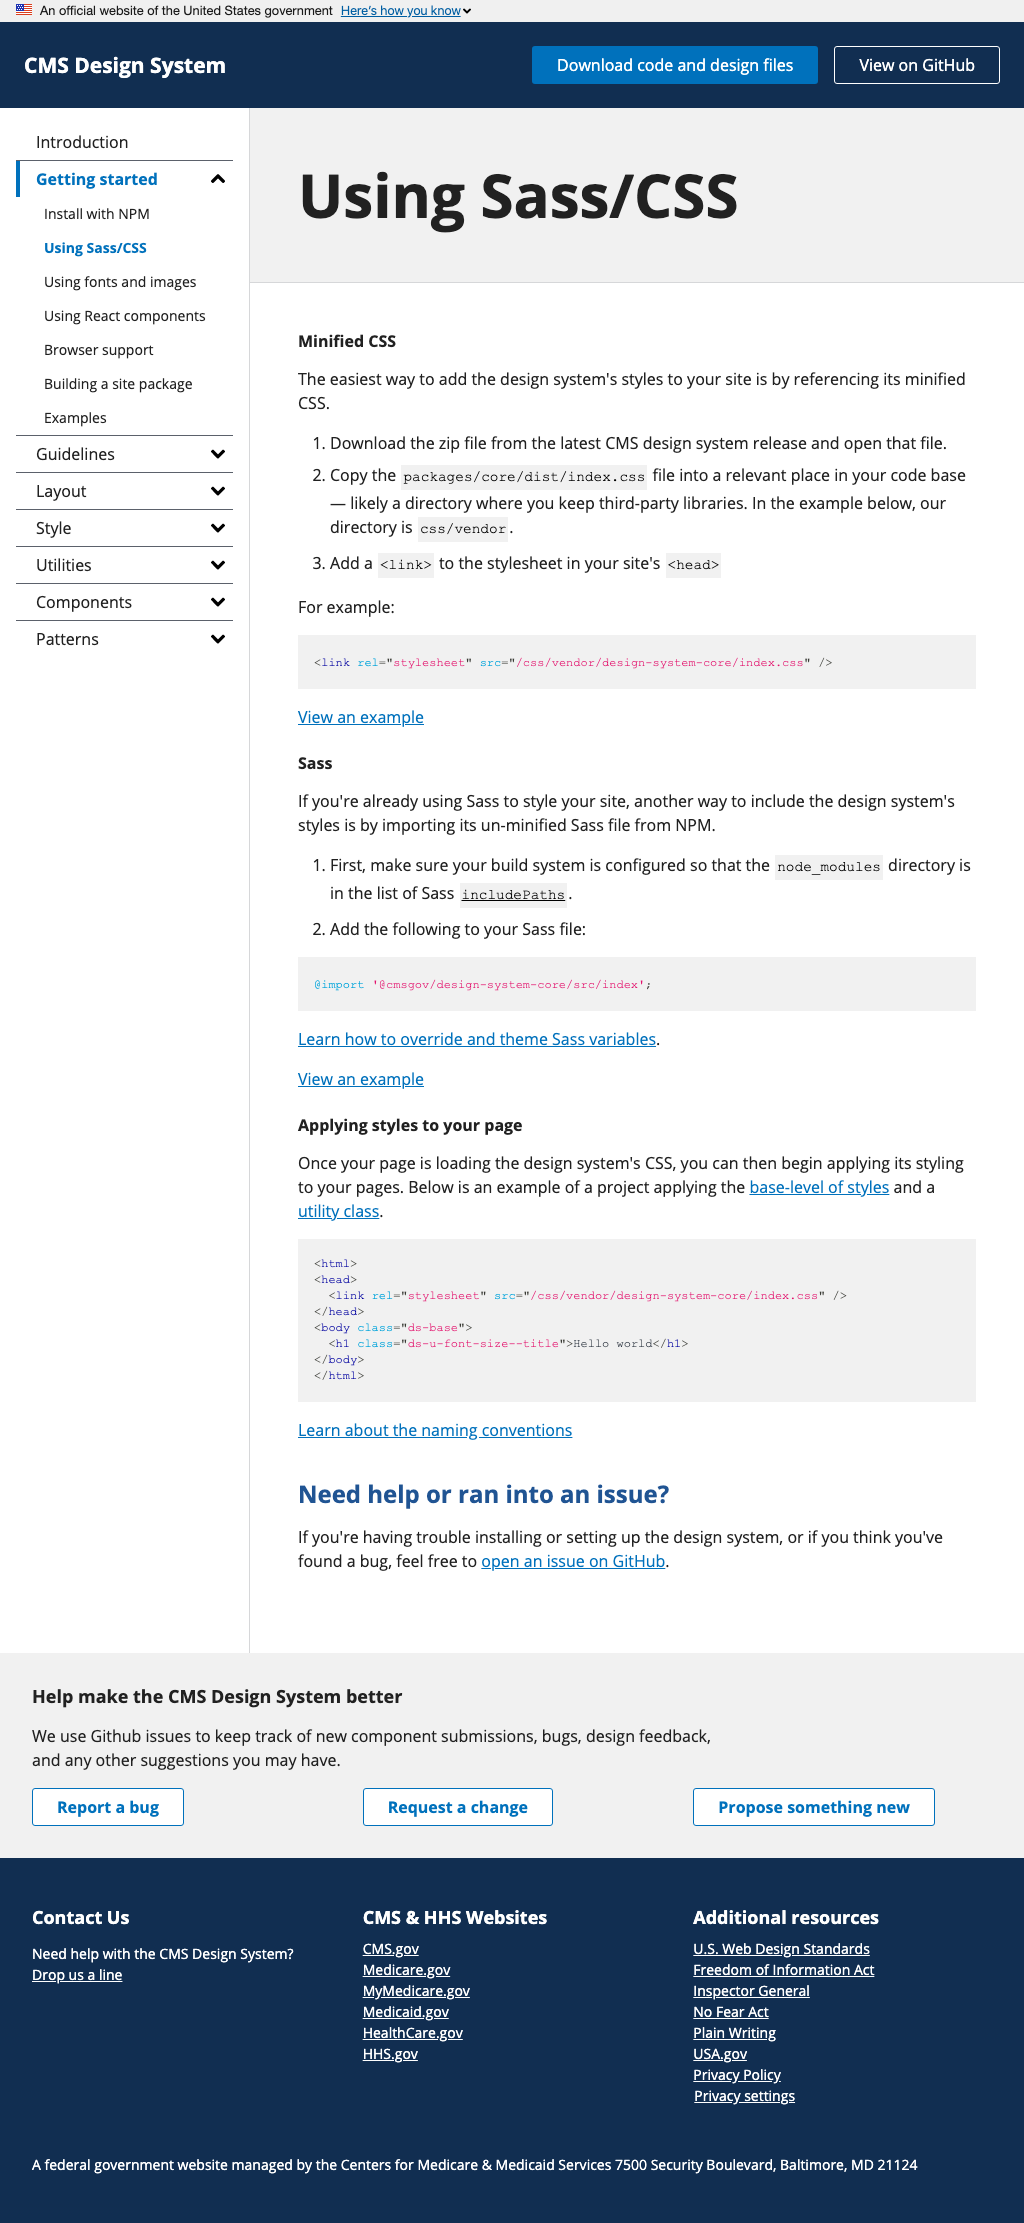 An official website of the United States government Here's how you know
CMS Design System
Download code and design files
View on GitHub
Introduction
Getting started
Install with NPM
Using Sass/CSS
Using fonts and images
Using React components
Browser support
Building a site package
Examples
Guidelines
Layout
Style
Utilities
Components
Patterns
Using Sass/CSS
Minified CSS
The easiest way to add the design system's styles to your site is by referencing its minified
CSS.
1. Download the zip file from the latest CMS design system release and open that file.
2. Copy the packages/core/dist/index.css file into a relevant place in your code base
— likely a directory where you keep third-party libraries. In the example below, our
directory is css/vendor.
3. Add a <link> to the stylesheet in your site's <head>
For example:
<link rel="stylesheet" src="/css/vendor/design-system-core/index.css" />
View an example
Sass
If you're already using Sass to style your site, another way to include the design system's
styles is by importing its un-minified Sass file from NPM.
1. First, make sure your build system is configured so that the node_modules directory is
in the list of Sass includePaths.
2. Add the following to your Sass file:
@import '@cmsgov/design-system-core/src/index';
Learn how to override and theme Sass variables.
View an example
Applying styles to your page
Once your page is loading the design system's CSS, you can then begin applying its styling
to your pages. Below is an example of a project applying the base-level of styles and a
utility class.
<html>
<head>
<link rel="stylesheet" src="/css/vendor/design-system-core/index.css" />
</head>
<body class="ds-base">
<h1 class="ds-u-font-size--title">Hello world</h1>
</body>
</html>
Learn about the naming conventions
Need help or ran into an issue?
If you're having trouble installing or setting up the design system, or if you think you've
found a bug, feel free to open an issue on GitHub.
Help make the CMS Design System better
We use Github issues to keep track of new component submissions, bugs, design feedback,
and any other suggestions you may have.
Report a bug
Request a change
Propose something new
Contact Us
Need help with the CMS Design System?
Drop us a line
CMS & HHS Websites
CMS.gov
Medicare.gov
MyMedicare.gov
Medicaid.gov
HealthCare.gov
HHS.gov
Additional resources
U.S. Web Design Standards
Freedom of Information Act
Inspector General
No Fear Act
Plain Writing
USA.gov
Privacy Policy
Privacy settings
A federal government website managed by the Centers for Medicare & Medicaid Services 7500 Security Boulevard, Baltimore, MD 21124